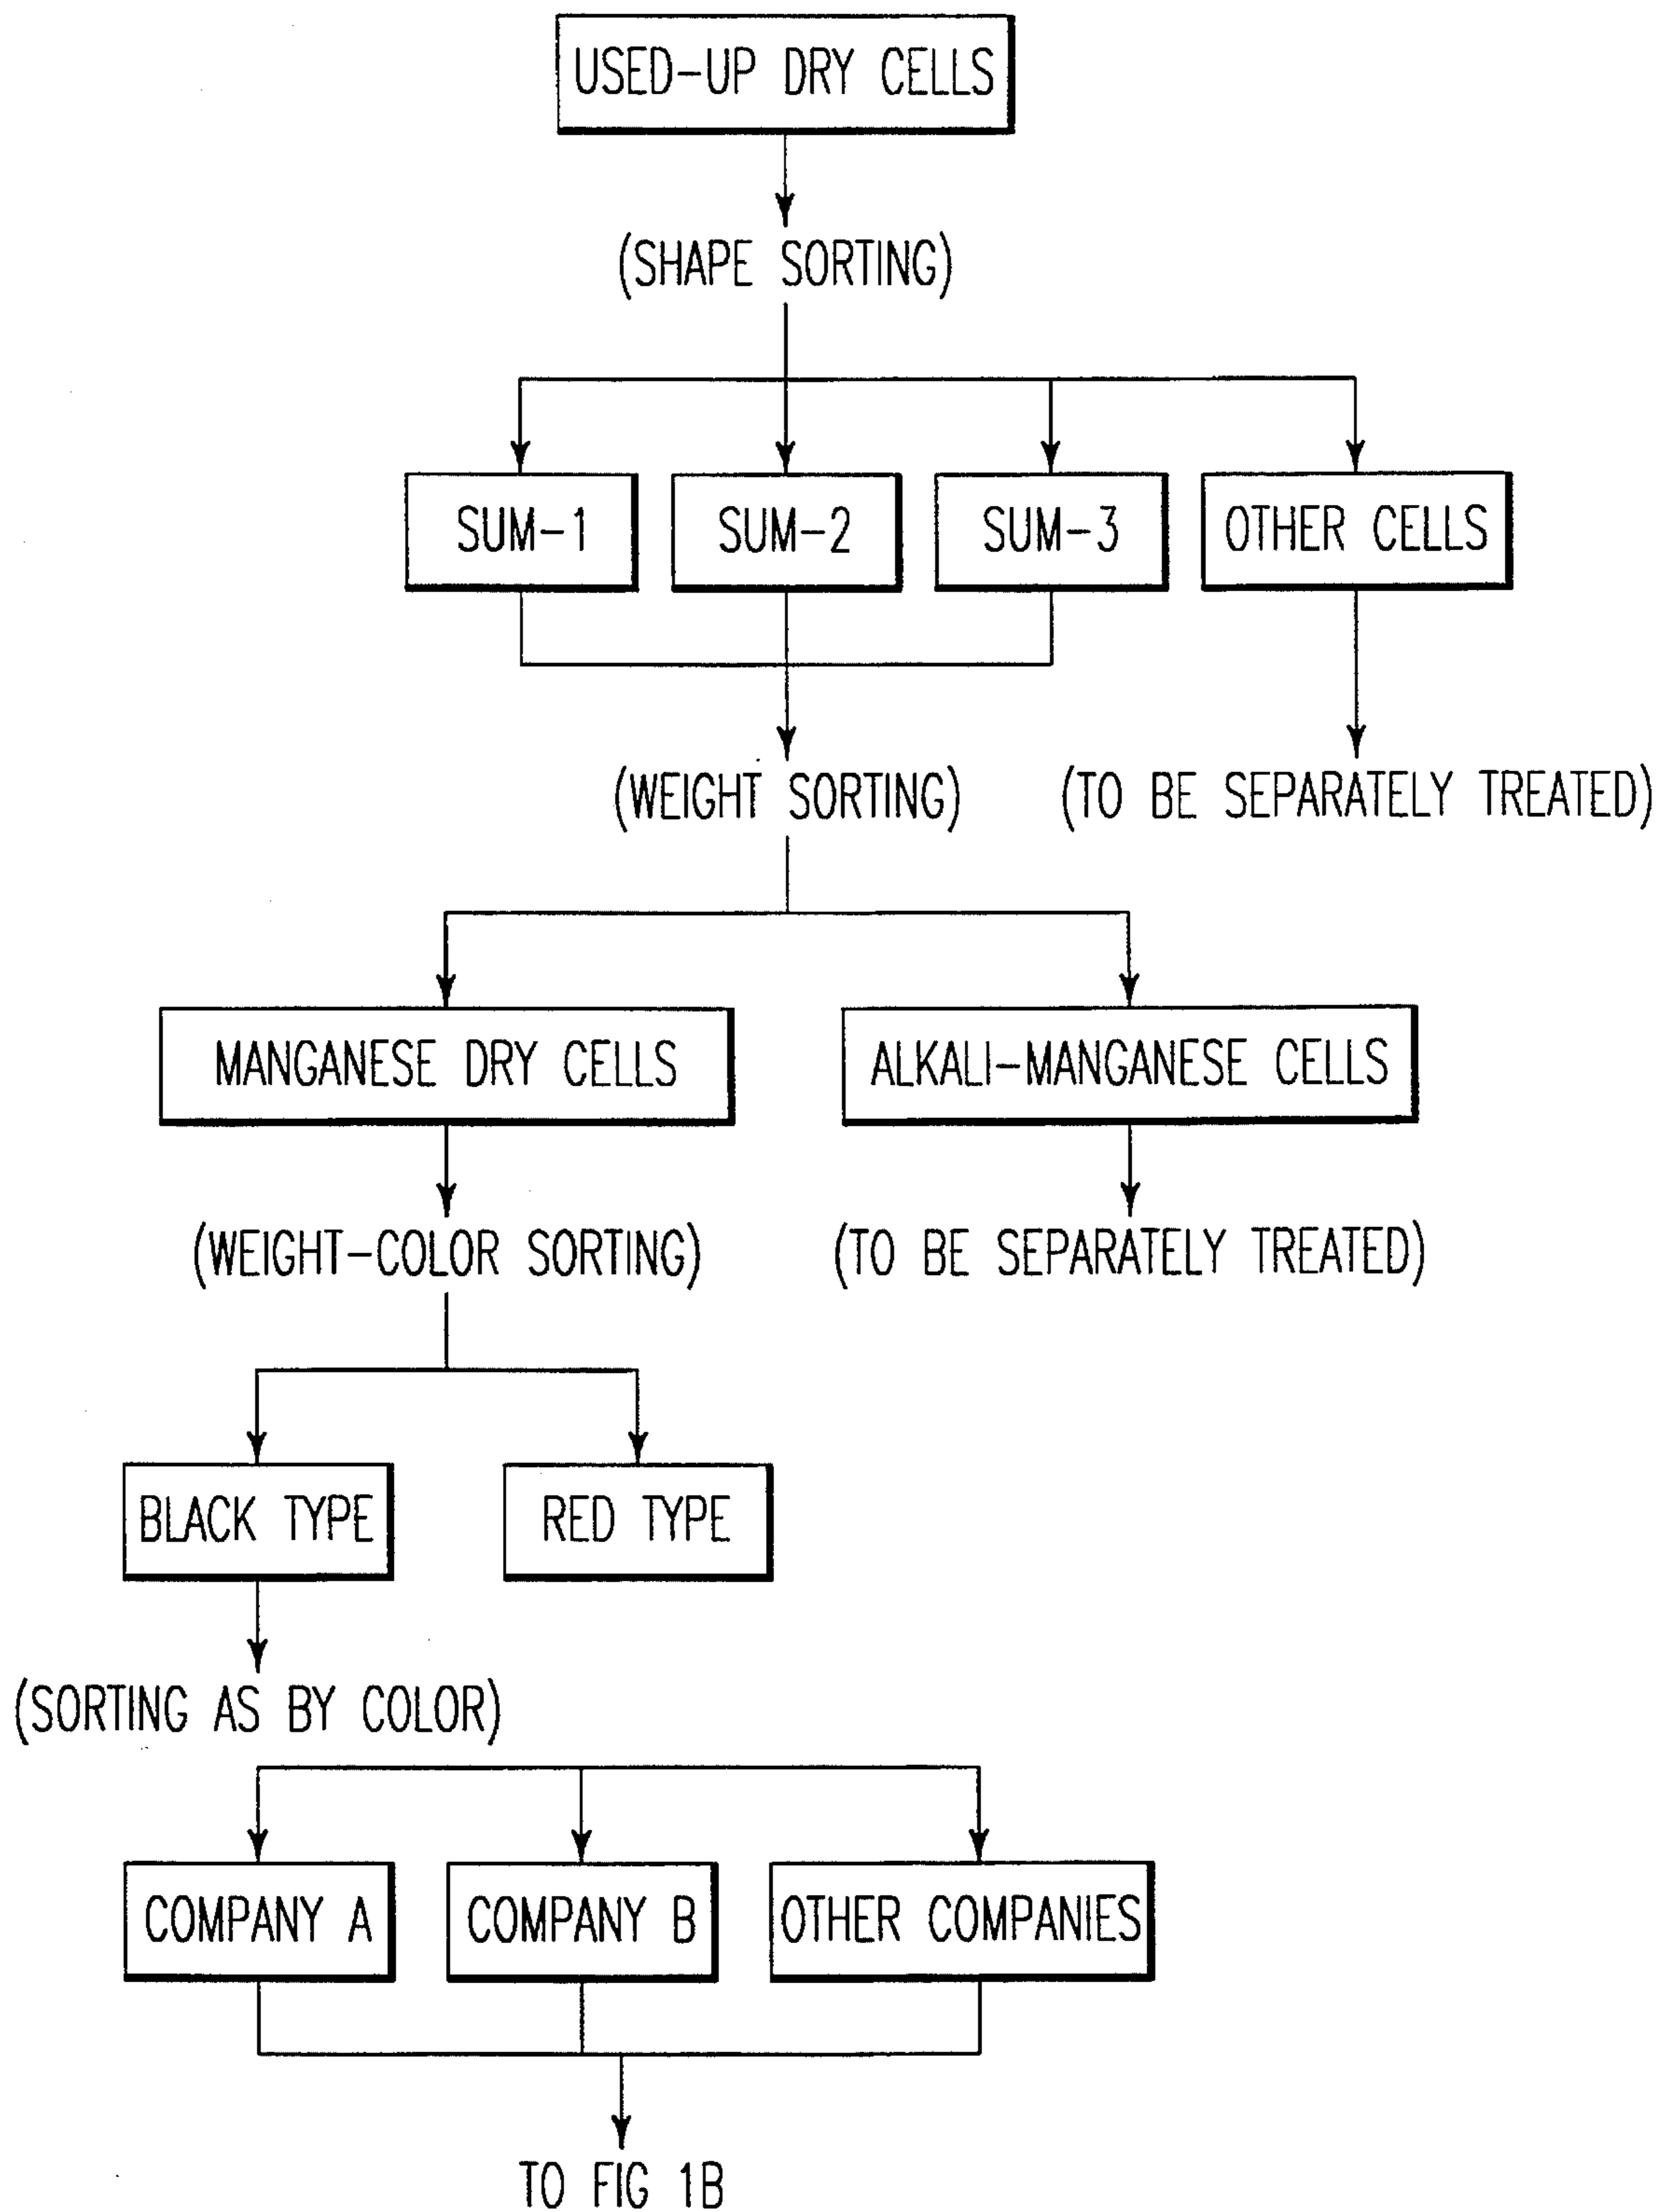 USED-UP DRY CELLS
(SHAPE SORTING)
SUM-1
SUM-2
SUM-3
OTHER CELLS
(WEIGHT SORTING)
(TO BE SEPARATELY TREATED)
MANGANESE DRY CELLS
ALKALI-MANGANESE CELLS
(WEIGHT-COLOR SORTING)
(TO BE SEPARATELY TREATED)
BLACK TYPE
RED TYPE
(SORTING AS BY COLOR)
COMPANY A
COMPANY B
OTHER COMPANIES
TO FIG 1B